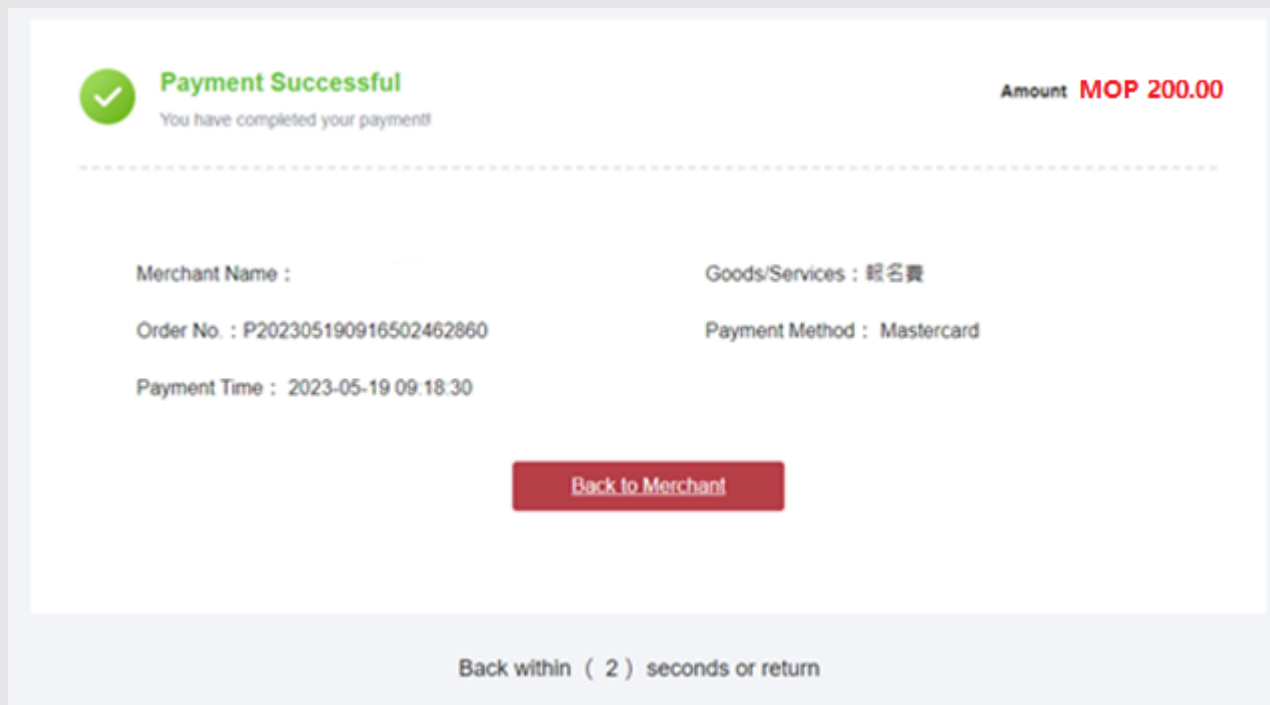 Payment Successful
Amount MOP 200.00
You have completed your payment!
Merchant Name：
Goods/Services：報名費
Order No.：P202305190916502462860
Payment Method： Mastercard
Payment Time： 2023-05-19 09:18:30
Back to Merchant
Back within （ 2 ） seconds or return